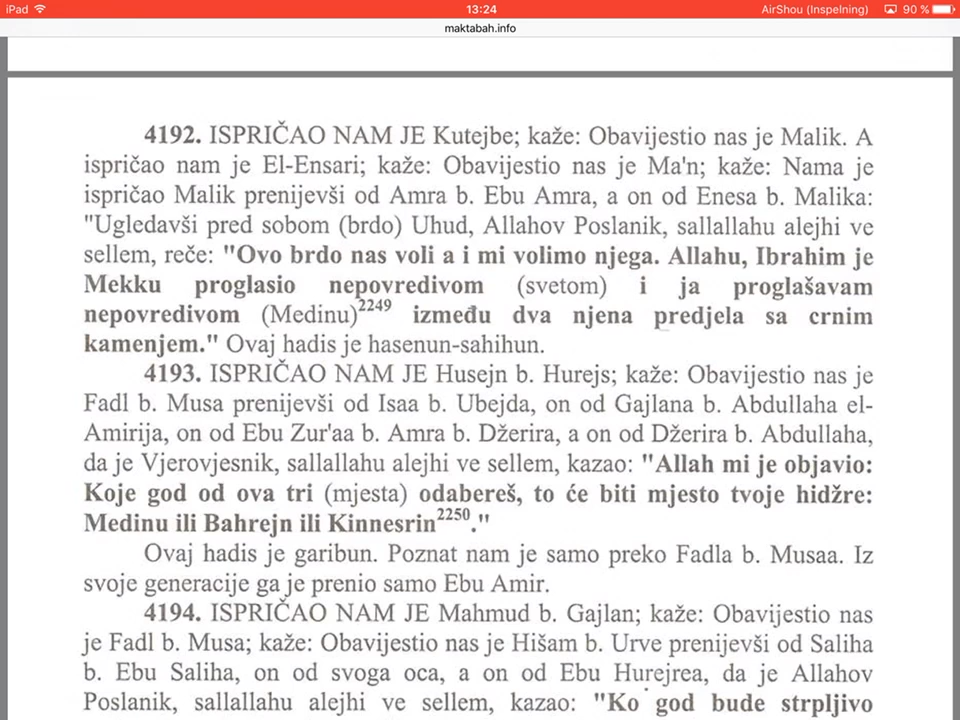 iPad 13:24 AirShou (Inspelning) 90 %
maktabah.info
4192. ISPRIČAO NAM JE Kutejbe; kaže: Obavijestio nas je Malik. A
ispričao nam je El-Ensari; kaže: Obavijestio nas je Ma'n; kaže: Nama je
ispričao Malik prenijevši od Amra b. Ebu Amra, a on od Enesa b. Malika:
"Ugledavši pred sobom (brdo) Uhud, Allahov Poslanik, sallallahu alejhi ve
sellem, reče: "Ovo brdo nas voli a i mi volimo njega. Allahu, Ibrahim je
Mekku proglasio nepovredivom (svetom) i ja proglašavam
nepovredivom (Medinu)2249 između dva njena predjela sa crnim
kamenjem." Ovaj hadis je hasenun-sahihun.
4193. ISPRIČAO NAM JE Husejn b. Hurejs; kaže: Obavijestio nas je
Fadl b. Musa prenijevši od Isaa b. Ubejda, on od Gajlana b. Abdullaha el-
Amirija, on od Ebu Zur'aa b. Amra b. Džerira, a on od Džerira b. Abdullaha,
da je Vjerovjesnik, sallallahu alejhi ve sellem, kazao: "Allah mi je objavio:
Koje god od ova tri (mjesta) odabereš, to će biti mjesto tvoje hidžre:
Medinu ili Bahrejn ili Kinnesrin2250."
Ovaj hadis je garibun. Poznat nam je samo preko Fadla b. Musaa. Iz
svoje generacije ga je prenio samo Ebu Amir.
4194. ISPRIČAO NAM JE Mahmud b. Gajlan; kaže: Obavijestio nas
je Fadl b. Musa; kaže: Obavijestio nas je Hišam b. Urve prenijevši od Saliha
b. Ebu Saliha, on od svoga oca, a on od Ebu Hurejrea, da je Allahov
Poslanik, sallallahu alejhi ve sellem, kazao: "Ko god bude strpljivo